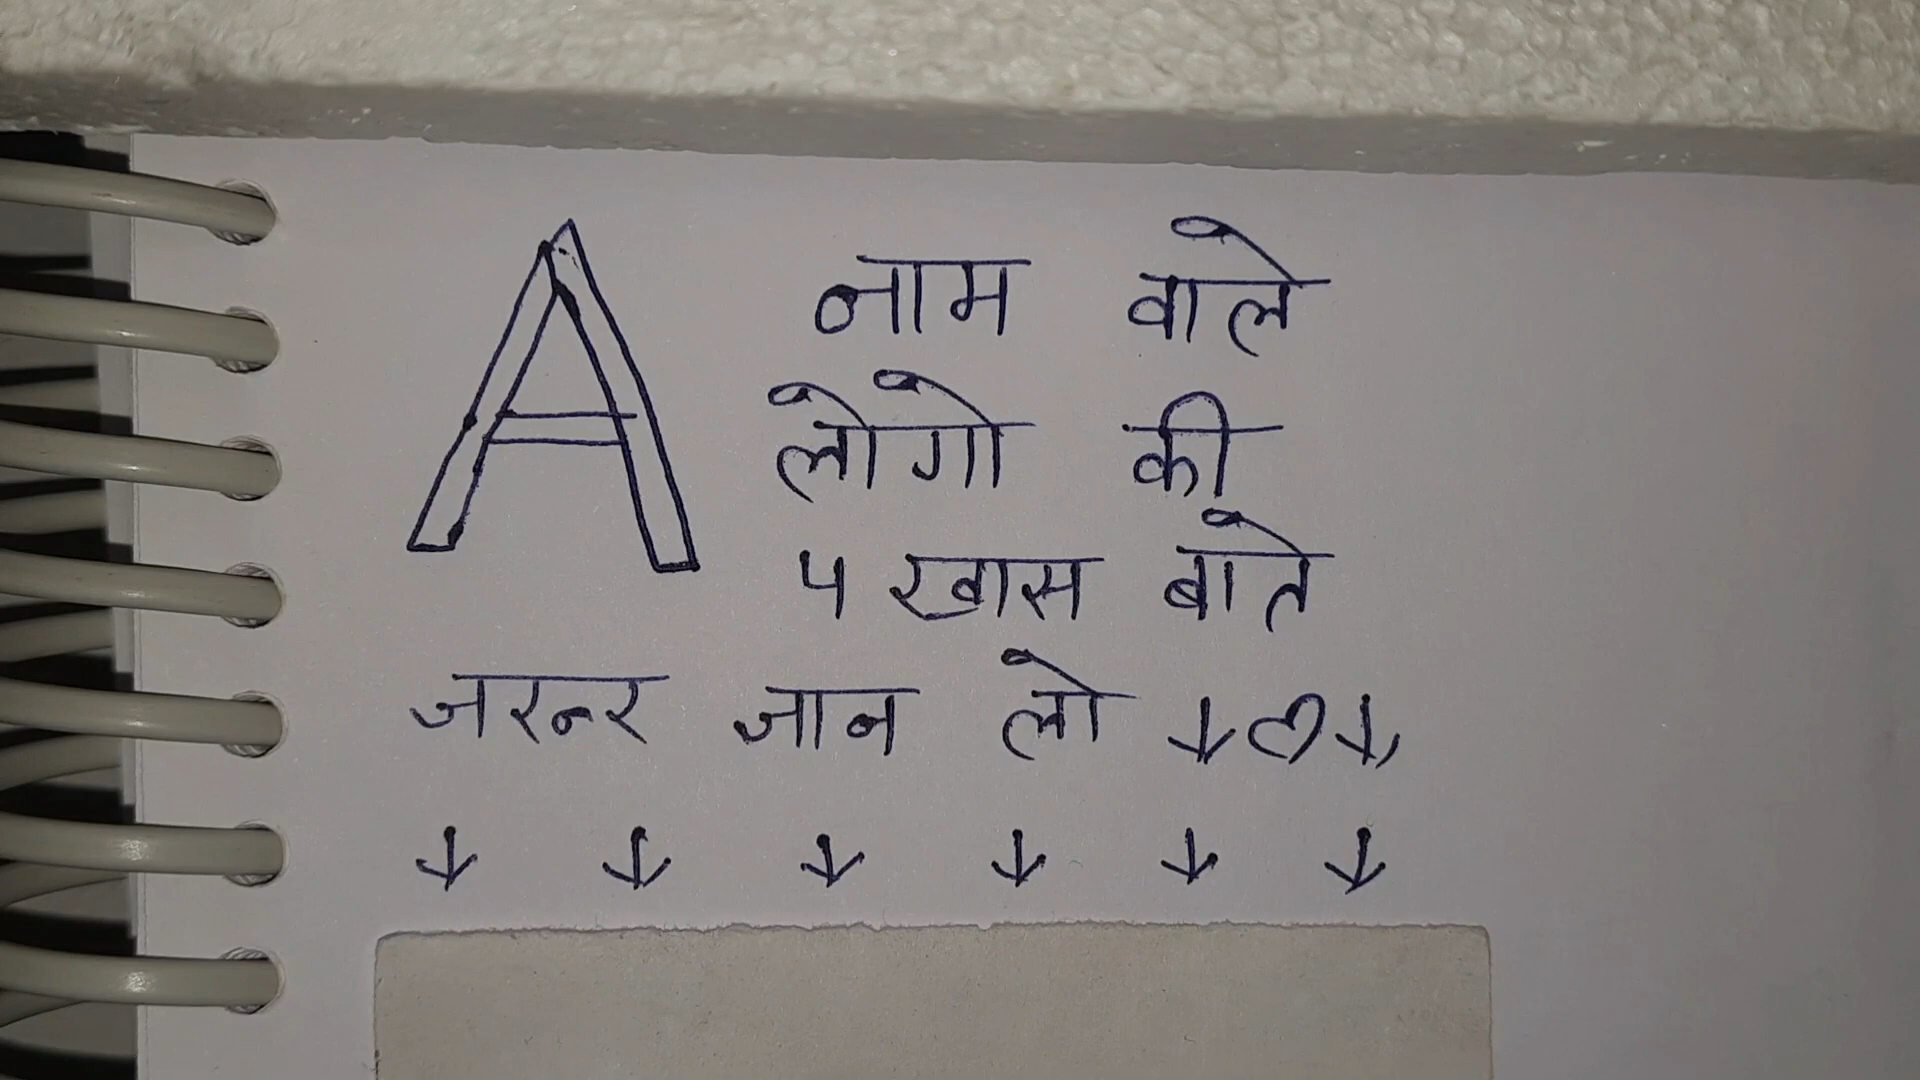 A नाम वाले
लोगो की
4 खास बाते
जरुर जान लो ↓♡↓
↓ ↓ ↓ ↓ ↓ ↓